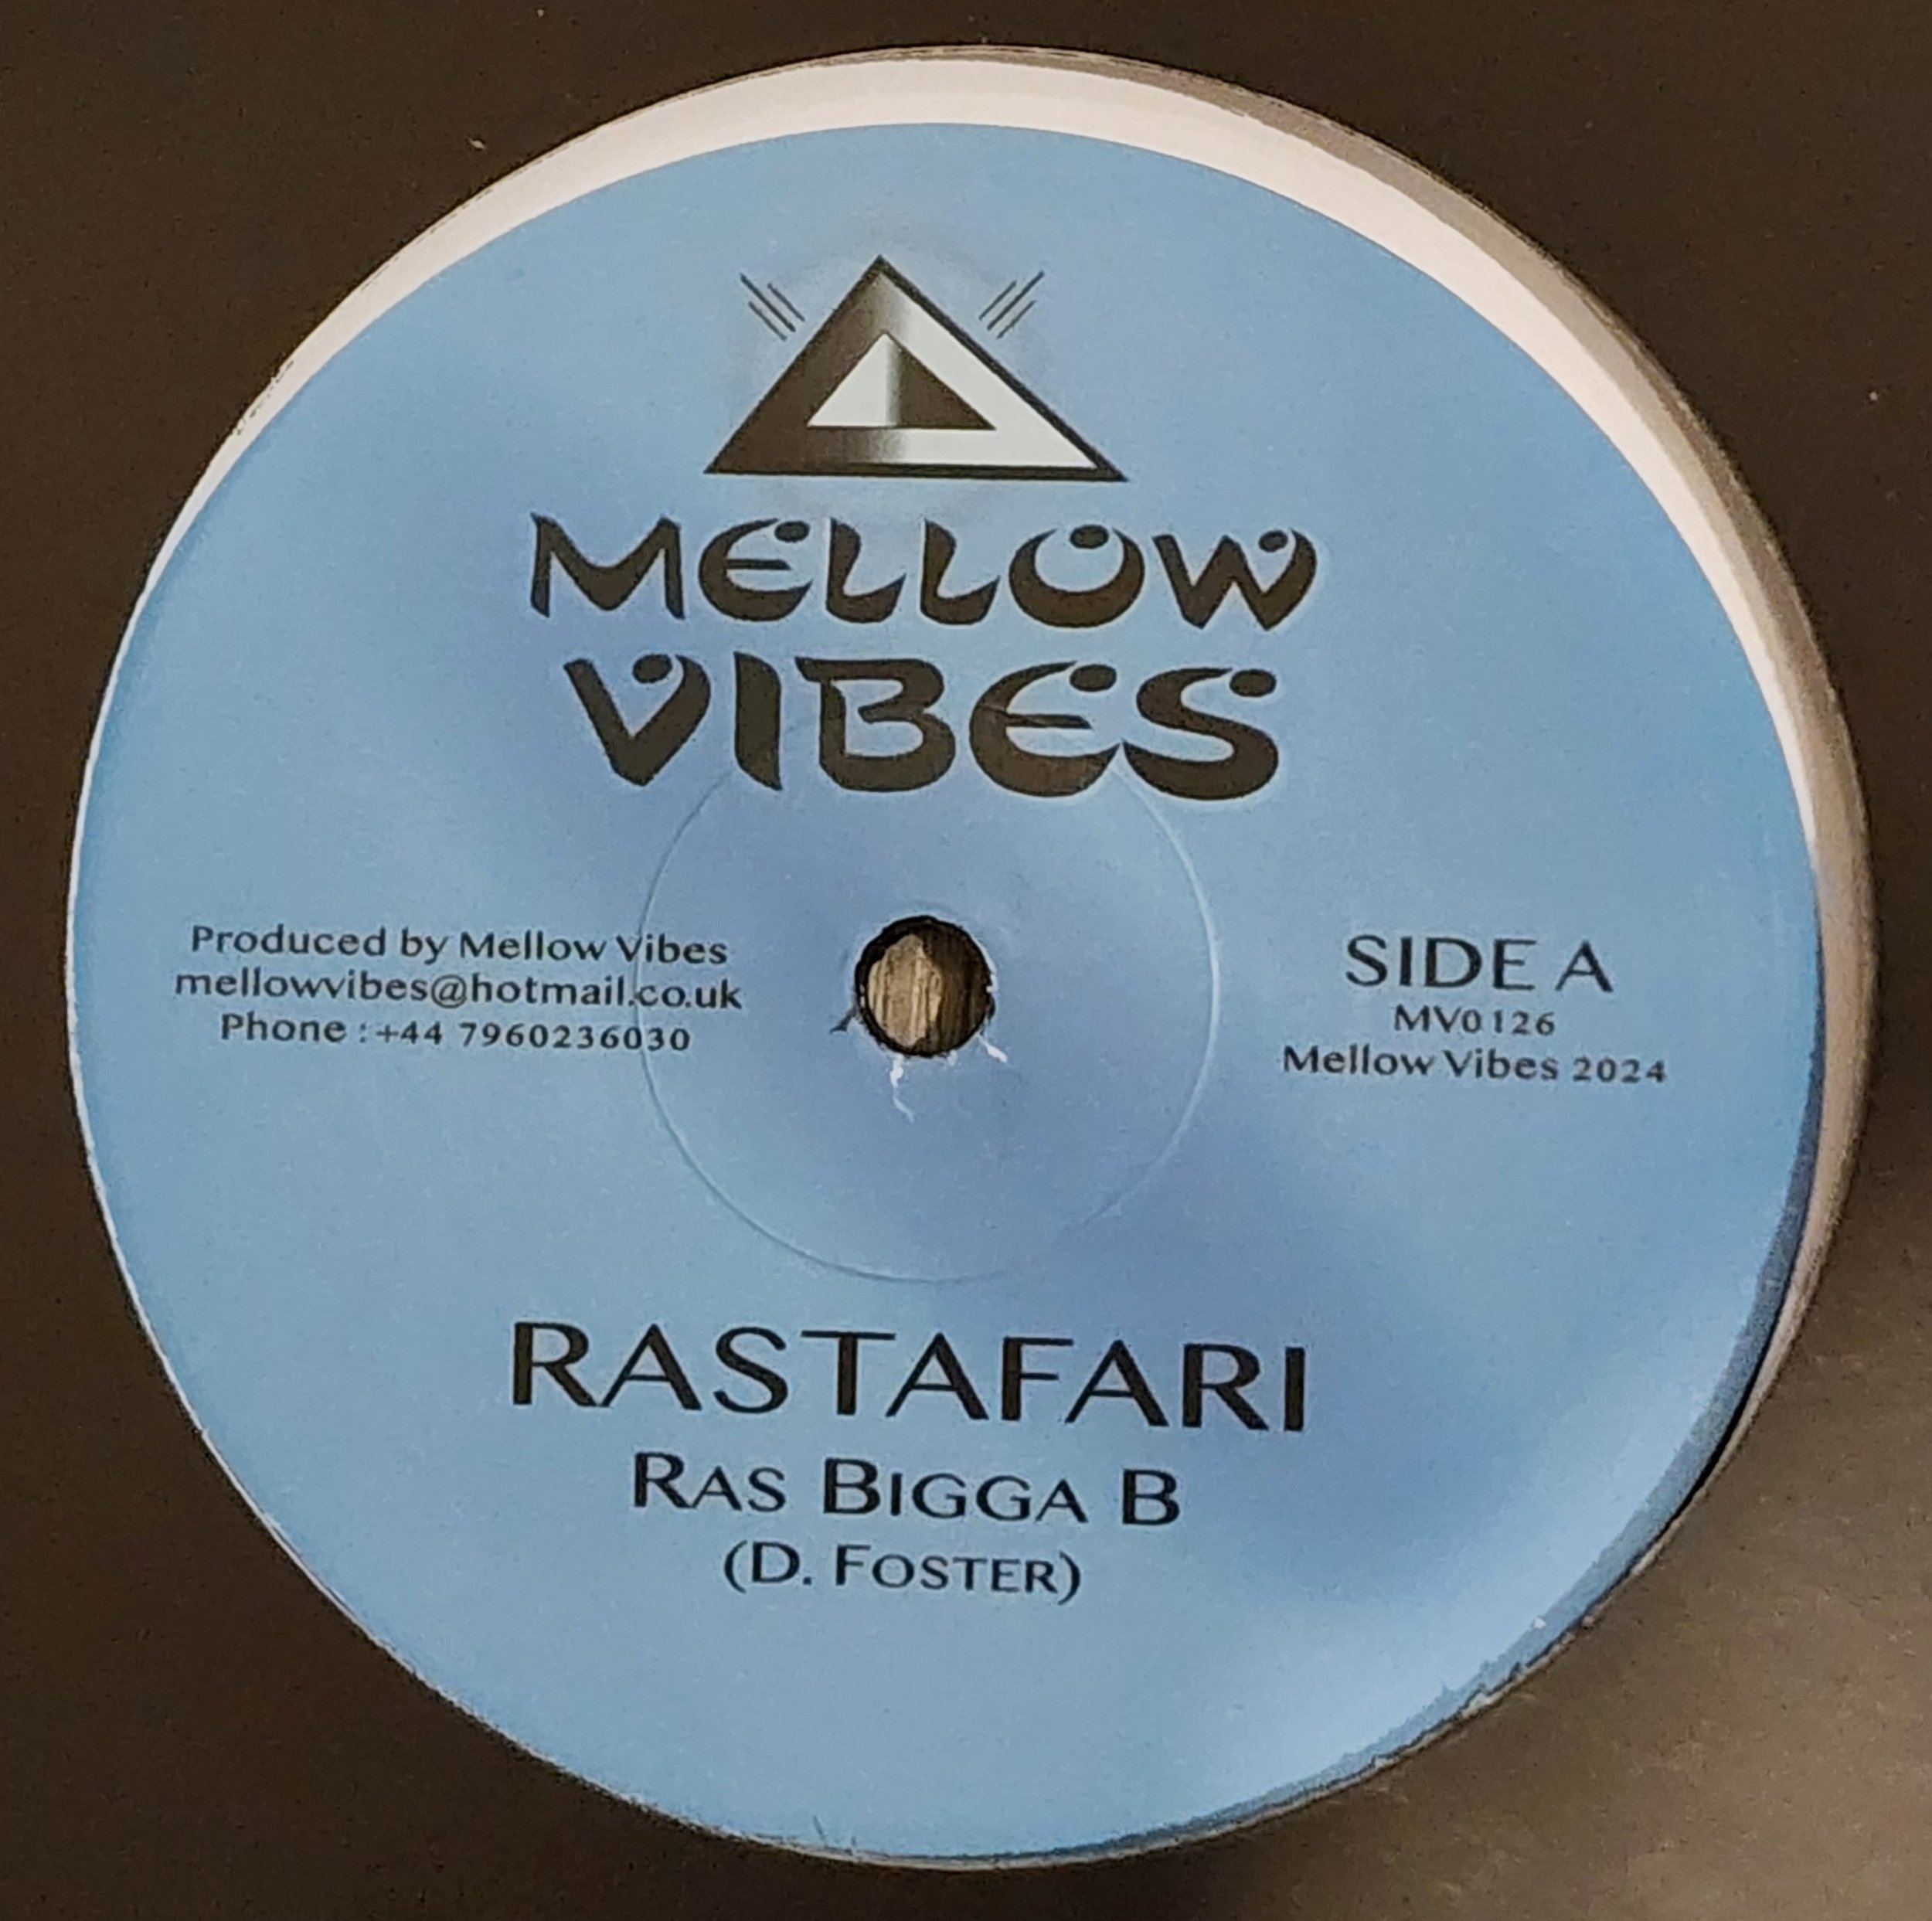 MELLOW
VIBES
Produced by Mellow Vibes
mellowvibes@hotmail.co.uk
Phone : +44 7960236030
SIDE A
MV0126
Mellow Vibes 2024
RASTAFARI
RAS BIGGA B
(D. FOSTER)